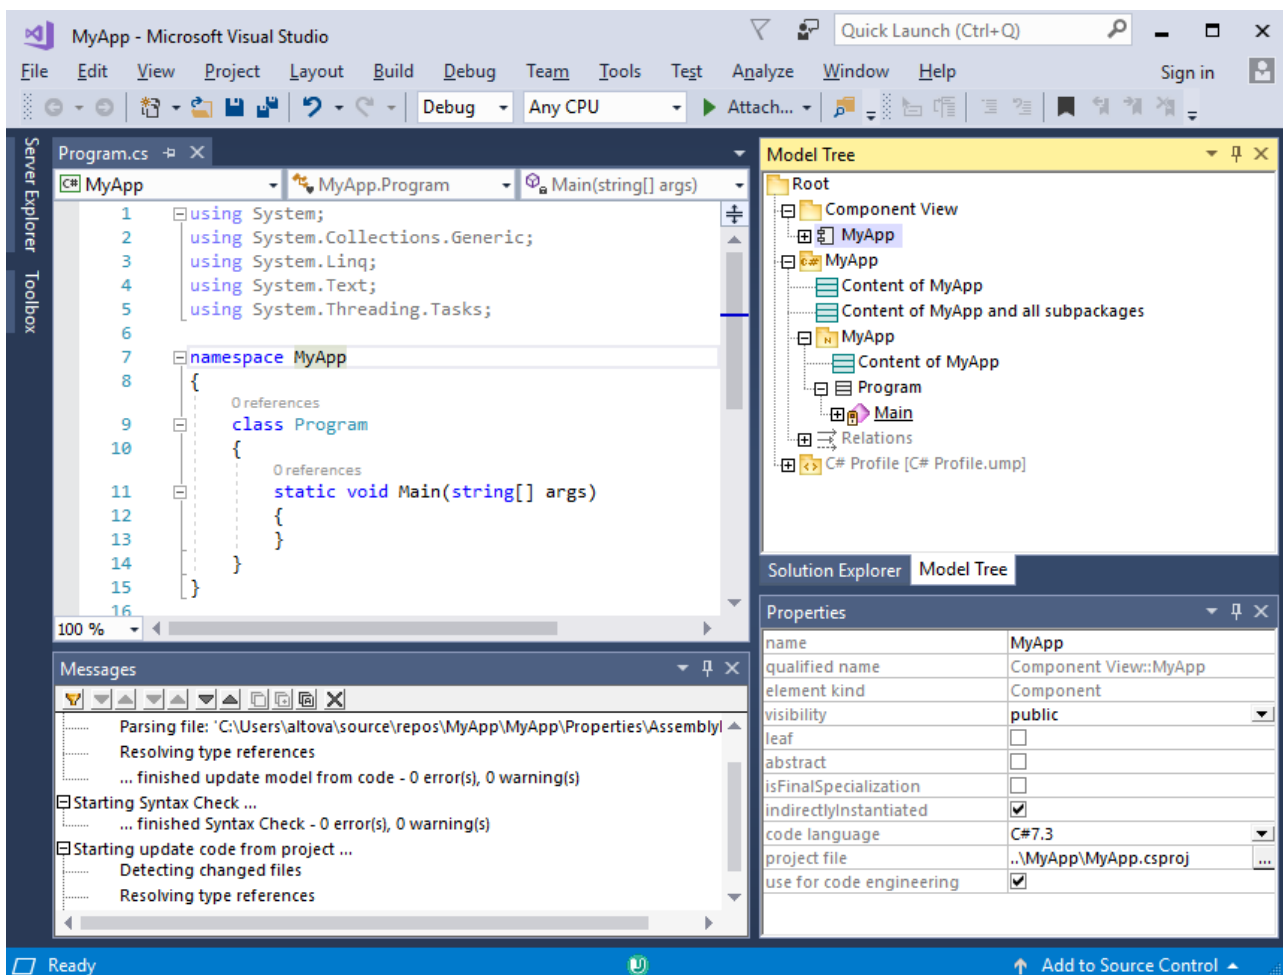 MyApp - Microsoft Visual Studio
Quick Launch (Ctrl+Q)
File Edit View Project Layout Build Debug Team Tools Test Analyze Window Help Sign in
Debug Any CPU Attach...
Server Explorer
Toolbox
Program.cs
MyApp MyApp.Program Main(string[] args)
1 using System;
2 using System.Collections.Generic;
3 using System.Linq;
4 using System.Text;
5 using System.Threading.Tasks;
6
7 namespace MyApp
8 {
0 references
9 class Program
10 {
0 references
11 static void Main(string[] args)
12 {
13 }
14 }
15 }
16
100 %
Messages
Parsing file: 'C:\Users\altova\source\repos\MyApp\MyApp\Properties\Assembly
Resolving type references
... finished update model from code - 0 error(s), 0 warning(s)
Starting Syntax Check ...
... finished Syntax Check - 0 error(s), 0 warning(s)
Starting update code from project ...
Detecting changed files
Resolving type references
Model Tree
Root
Component View
MyApp
C# MyApp
Content of MyApp
Content of MyApp and all subpackages
N MyApp
Content of MyApp
Program
Main
Relations
C# Profile [C# Profile.ump]
Solution Explorer Model Tree
Properties
name MyApp
qualified name Component View::MyApp
element kind Component
visibility public
leaf
abstract
isFinalSpecialization
indirectlyInstantiated
code language C#7.3
project file ..\MyApp\MyApp.csproj ...
use for code engineering
Ready Add to Source Control